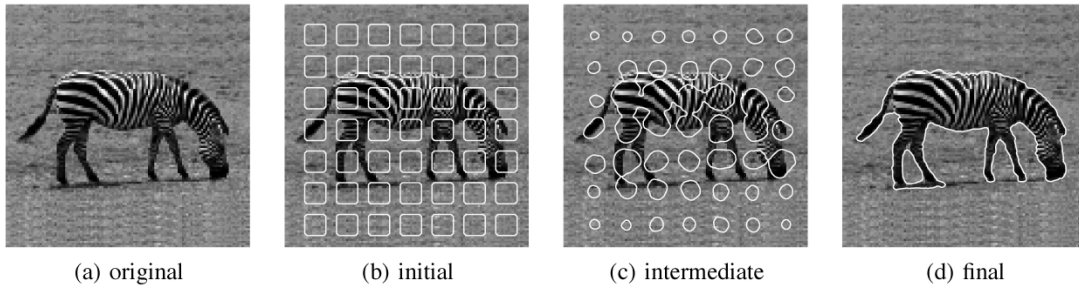 (a) original
(b) initial
(c) intermediate
(d) final